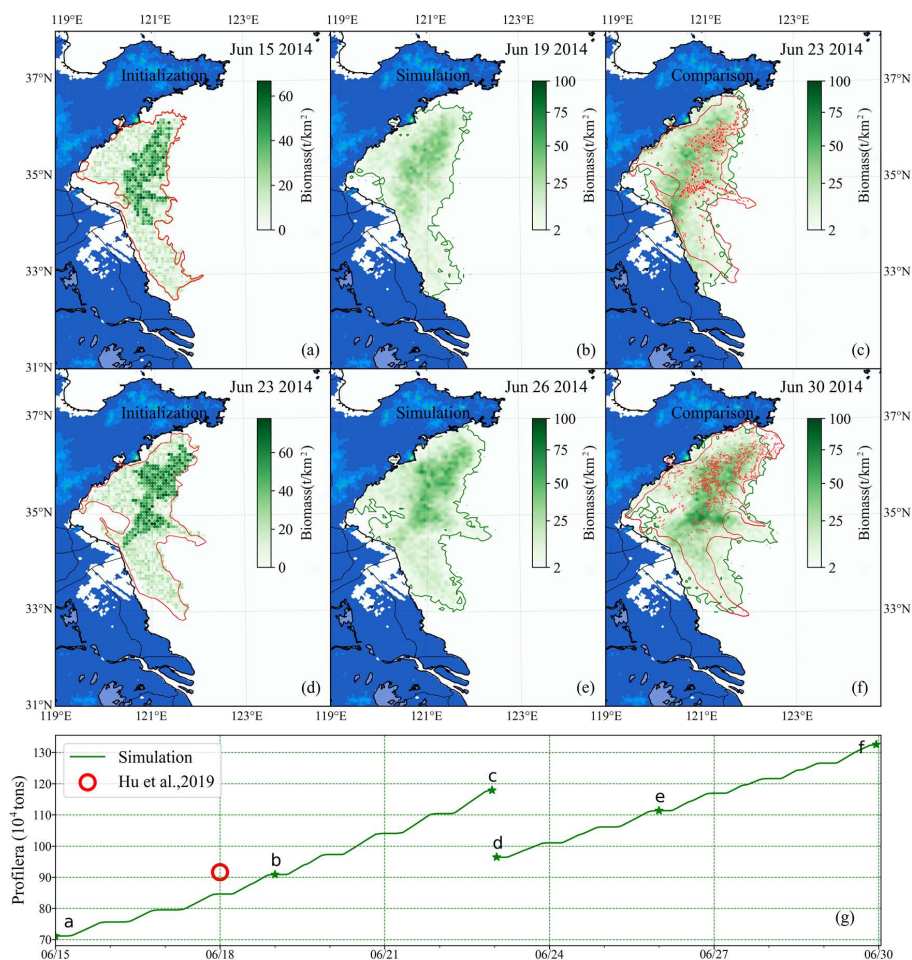 119°E 121°E 123°E 121°E 123°E 121°E 123°E
Jun 15 2014 Jun 19 2014 Jun 23 2014
37°N 37°N
Initialization Simulation Comparison
60 100 100
Biomass(t/km²) Biomass(t/km²) Biomass(t/km²)
75 75
40
50 50
35°N 35°N
20 25 25
0 2 2
33°N 33°N
(a) (b) (c)
31°N
Jun 23 2014 Jun 26 2014 Jun 30 2014
37°N 37°N
Initialization Simulation Comparison
60 100 100
Biomass(t/km²) Biomass(t/km²) Biomass(t/km²)
75 75
40
50 50
35°N 35°N
20 25 25
0 2 2
33°N 33°N
(d) (e) (f)
31°N 31°N
119°E 121°E 123°E 121°E 123°E 121°E 123°E
Profilera (10⁴ tons)
130
120
110
100
90
80
70
Simulation
Hu et al.,2019
a
b
c
d
e
f
(g)
06/15 06/18 06/21 06/24 06/27 06/30